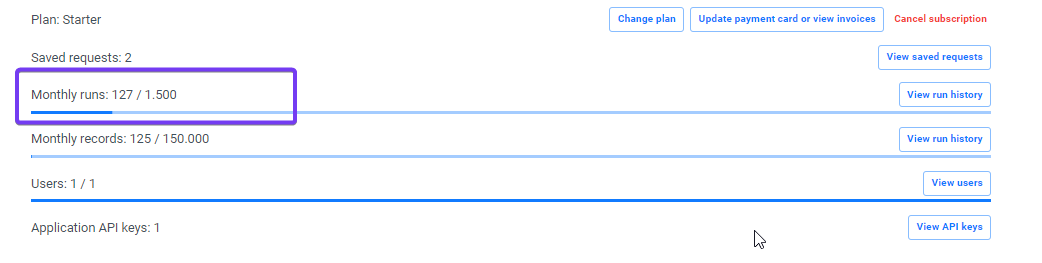 Plan: Starter Change plan Update payment card or view invoices Cancel subscription
Saved requests: 2 View saved requests
Monthly runs: 127 / 1.500 View run history
Monthly records: 125 / 150.000 View run history
Users: 1 / 1 View users
Application API keys: 1 View API keys